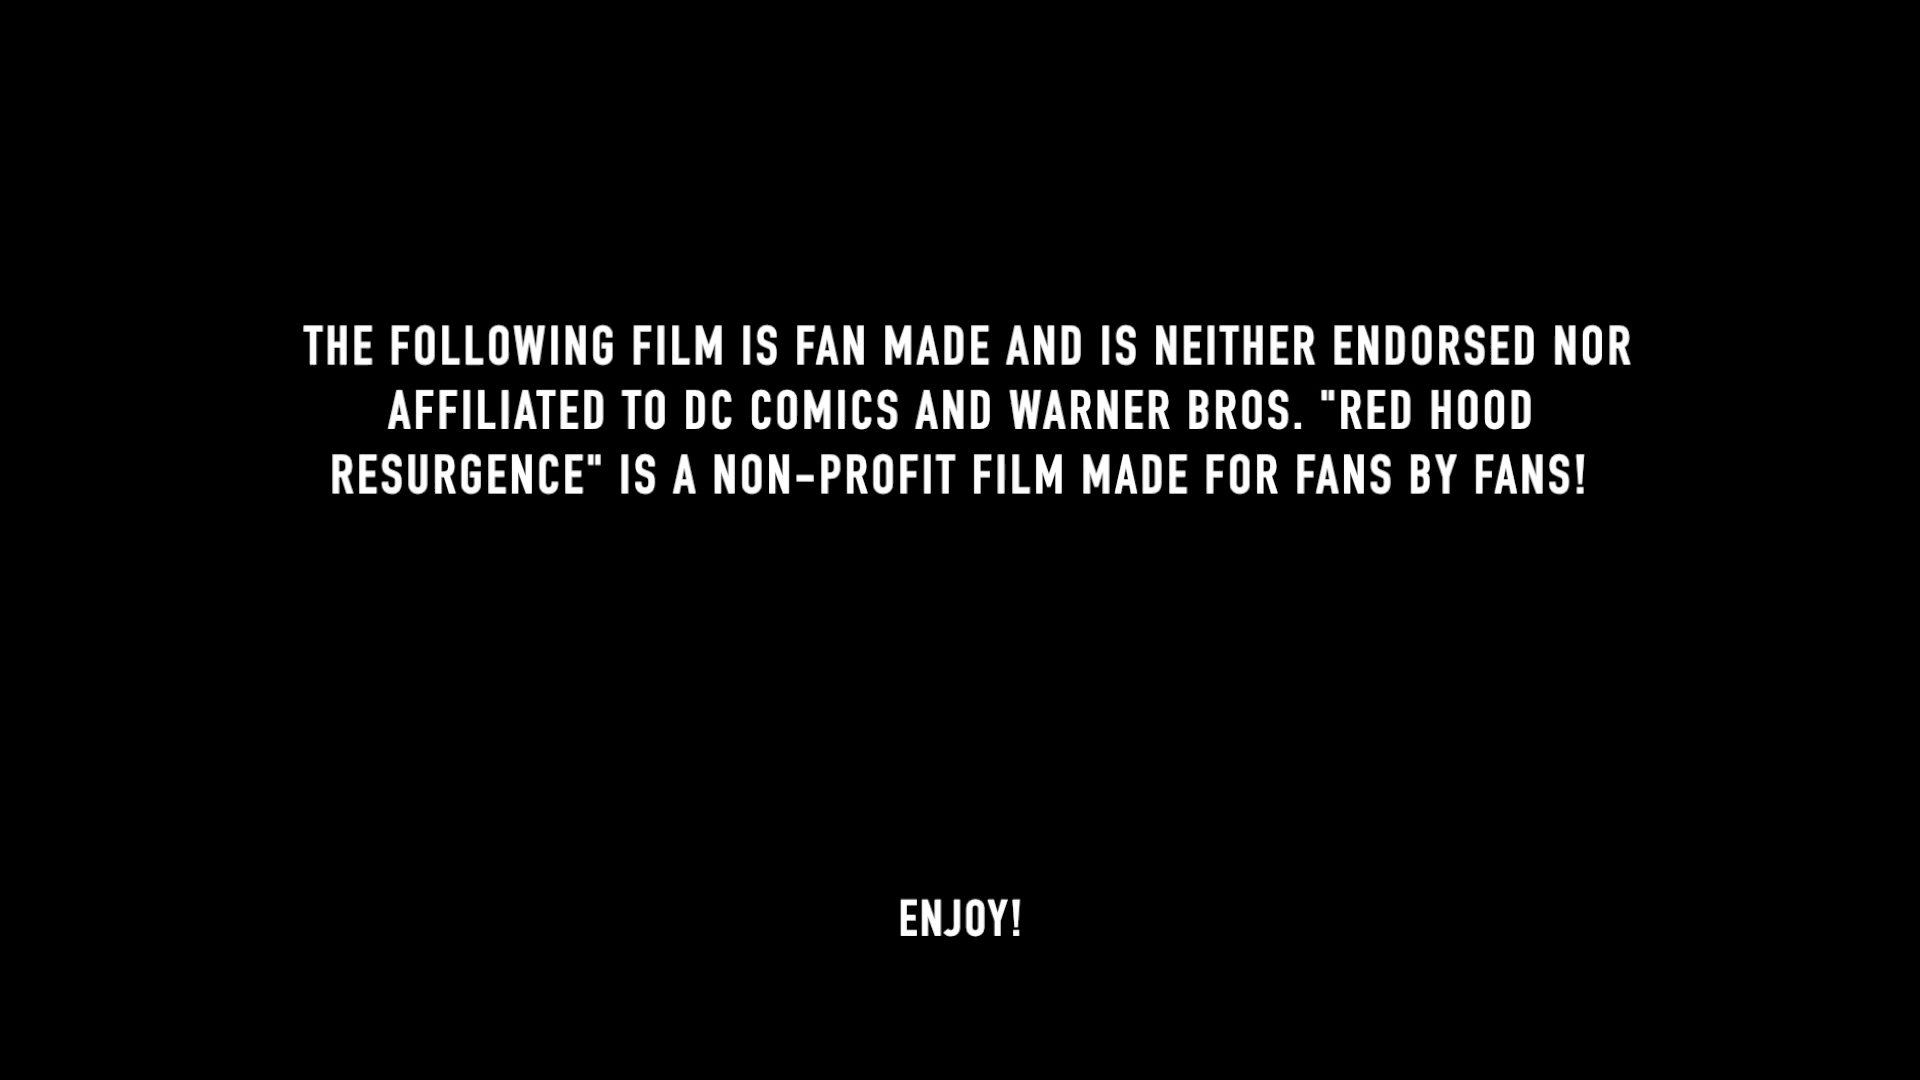 THE FOLLOWING FILM IS FAN MADE AND IS NEITHER ENDORSED NOR
AFFILIATED TO DC COMICS AND WARNER BROS. "RED HOOD
RESURGENCE" IS A NON-PROFIT FILM MADE FOR FANS BY FANS!
ENJOY!